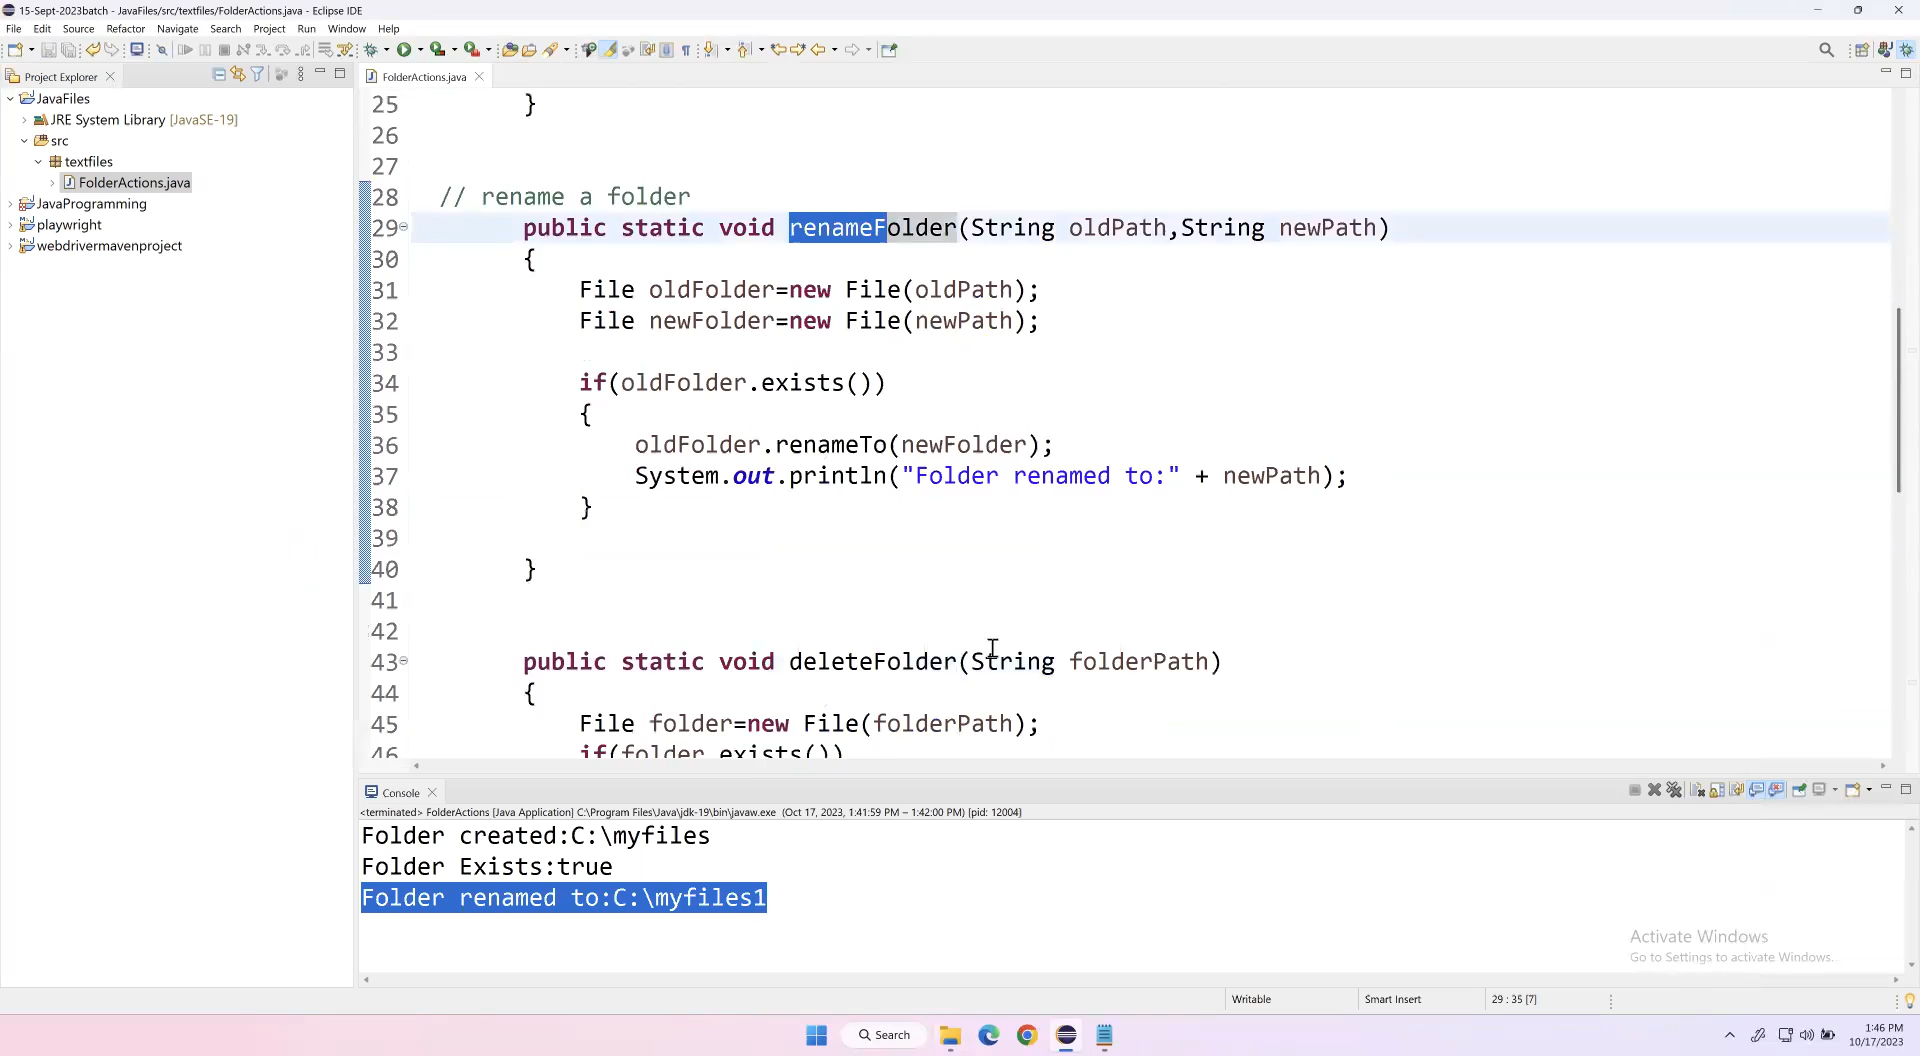 15-Sept-2023batch - JavaFiles/src/textfiles/FolderActions.java - Eclipse IDE
File Edit Source Refactor Navigate Search Project Run Window Help
Project Explorer
JavaFiles
JRE System Library [JavaSE-19]
src
textfiles
FolderActions.java
JavaProgramming
playwright
webdrivermavenproject
FolderActions.java
25 }
26
27
28 // rename a folder
29 public static void renameFolder(String oldPath,String newPath)
30 {
31 File oldFolder=new File(oldPath);
32 File newFolder=new File(newPath);
33
34 if(oldFolder.exists())
35 {
36 oldFolder.renameTo(newFolder);
37 System.out.println("Folder renamed to:" + newPath);
38 }
39
40 }
41
42
43 public static void deleteFolder(String folderPath)
44 {
45 File folder=new File(folderPath);
46 if(folder.exists())
Console
<terminated> FolderActions [Java Application] C:\Program Files\Java\jdk-19\bin\javaw.exe (Oct 17, 2023, 1:41:59 PM – 1:42:00 PM) [pid: 12004]
Folder created:C:\myfiles
Folder Exists:true
Folder renamed to:C:\myfiles1
Activate Windows
Go to Settings to activate Windows.
Writable Smart Insert 29 : 35 [7]
Search
1:46 PM
10/17/2023